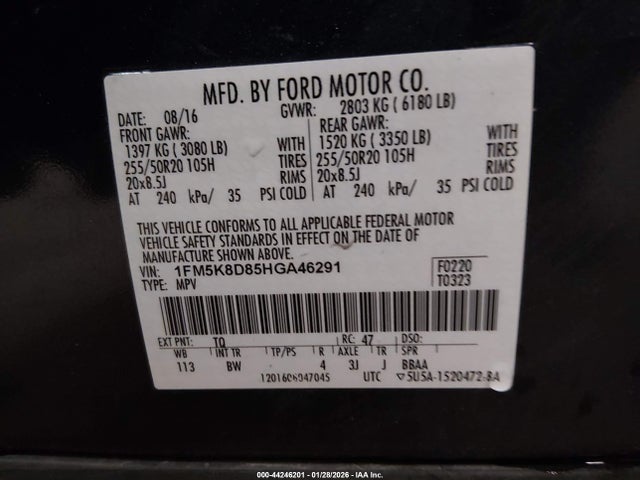 MFD. BY FORD MOTOR CO.
DATE: 08/16 GVWR: 2803 KG ( 6180 LB)
FRONT GAWR: REAR GAWR:
1397 KG ( 3080 LB) WITH 1520 KG ( 3350 LB) WITH
255/50R20 105H TIRES 255/50R20 105H TIRES
20x8.5J RIMS 20x8.5J RIMS
AT 240 kPa/ 35 PSI COLD AT 240 kPa/ 35 PSI COLD
THIS VEHICLE CONFORMS TO ALL APPLICABLE FEDERAL MOTOR
VEHICLE SAFETY STANDARDS IN EFFECT ON THE DATE OF
MANUFACTURE SHOWN ABOVE.
VIN: 1FM5K8D85HGA46291 F0220
TYPE: MPV T0323
EXT PNT: TQ RC: 47 DSO:
WB INT TR TP/PS R AXLE TR SPR
113 BW 4 3J J BBAA
UTC 5U5A-1520472-BA
000-44246201 - 01/28/2026 - IAA Inc.